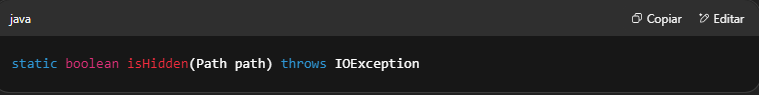 java
Copiar
Editar
static boolean isHidden(Path path) throws IOException